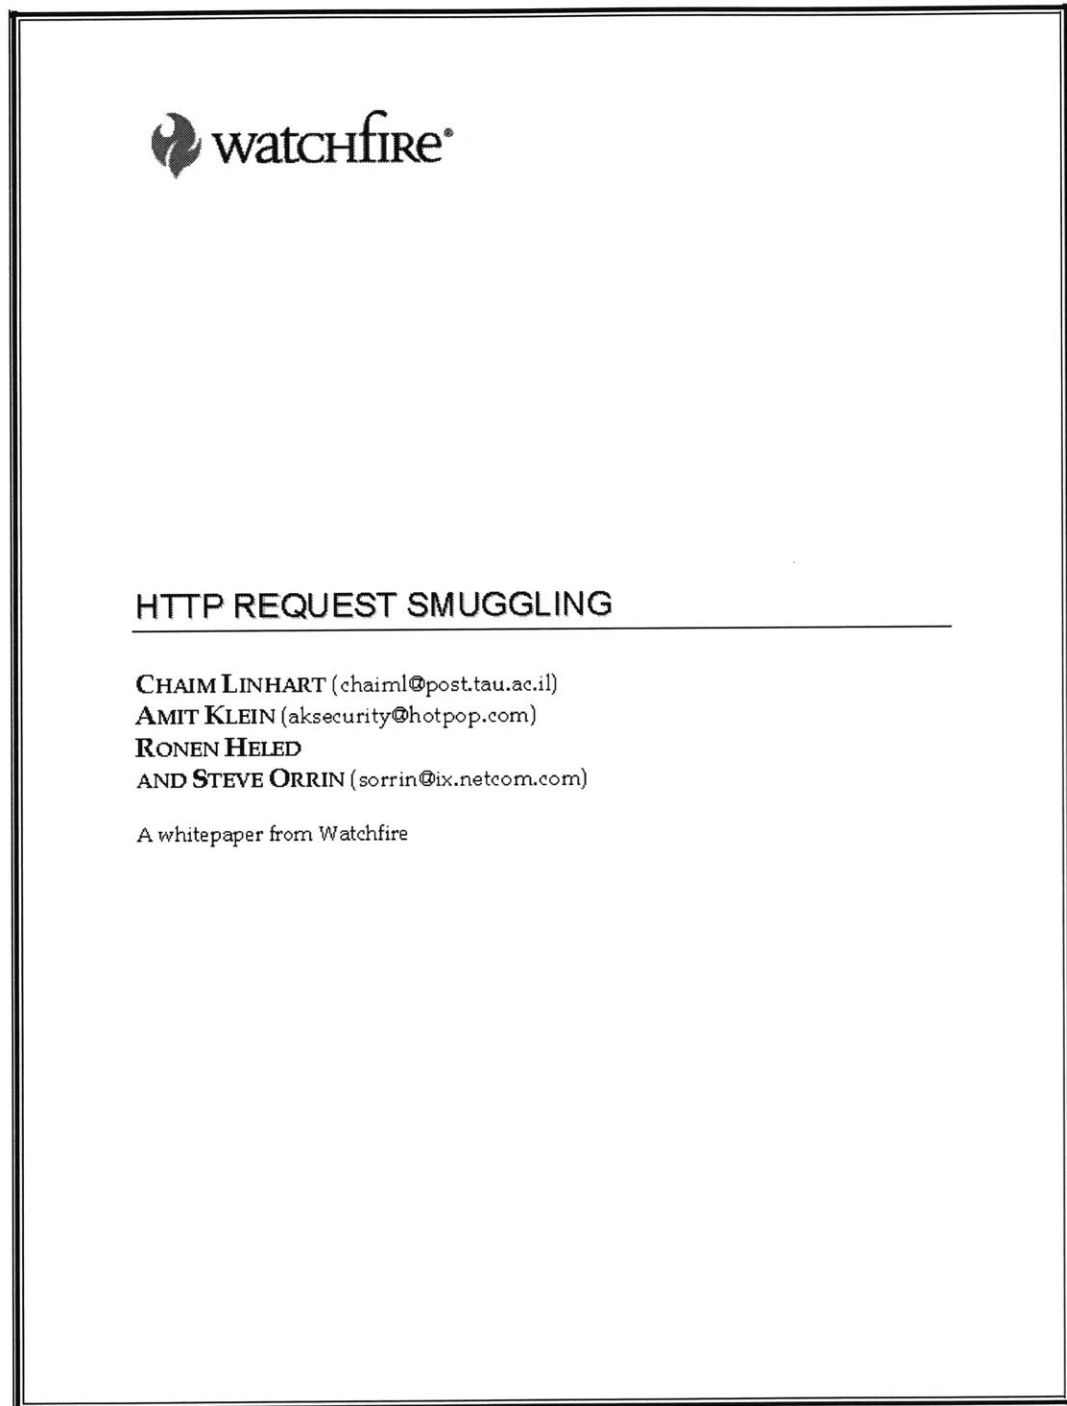 watchfire®
HTTP REQUEST SMUGGLING
CHAIM LINHART (chaiml@post.tau.ac.il)
AMIT KLEIN (aksecurity@hotpop.com)
RONEN HELED
AND STEVE ORRIN (sorrin@ix.netcom.com)
A whitepaper from Watchfire